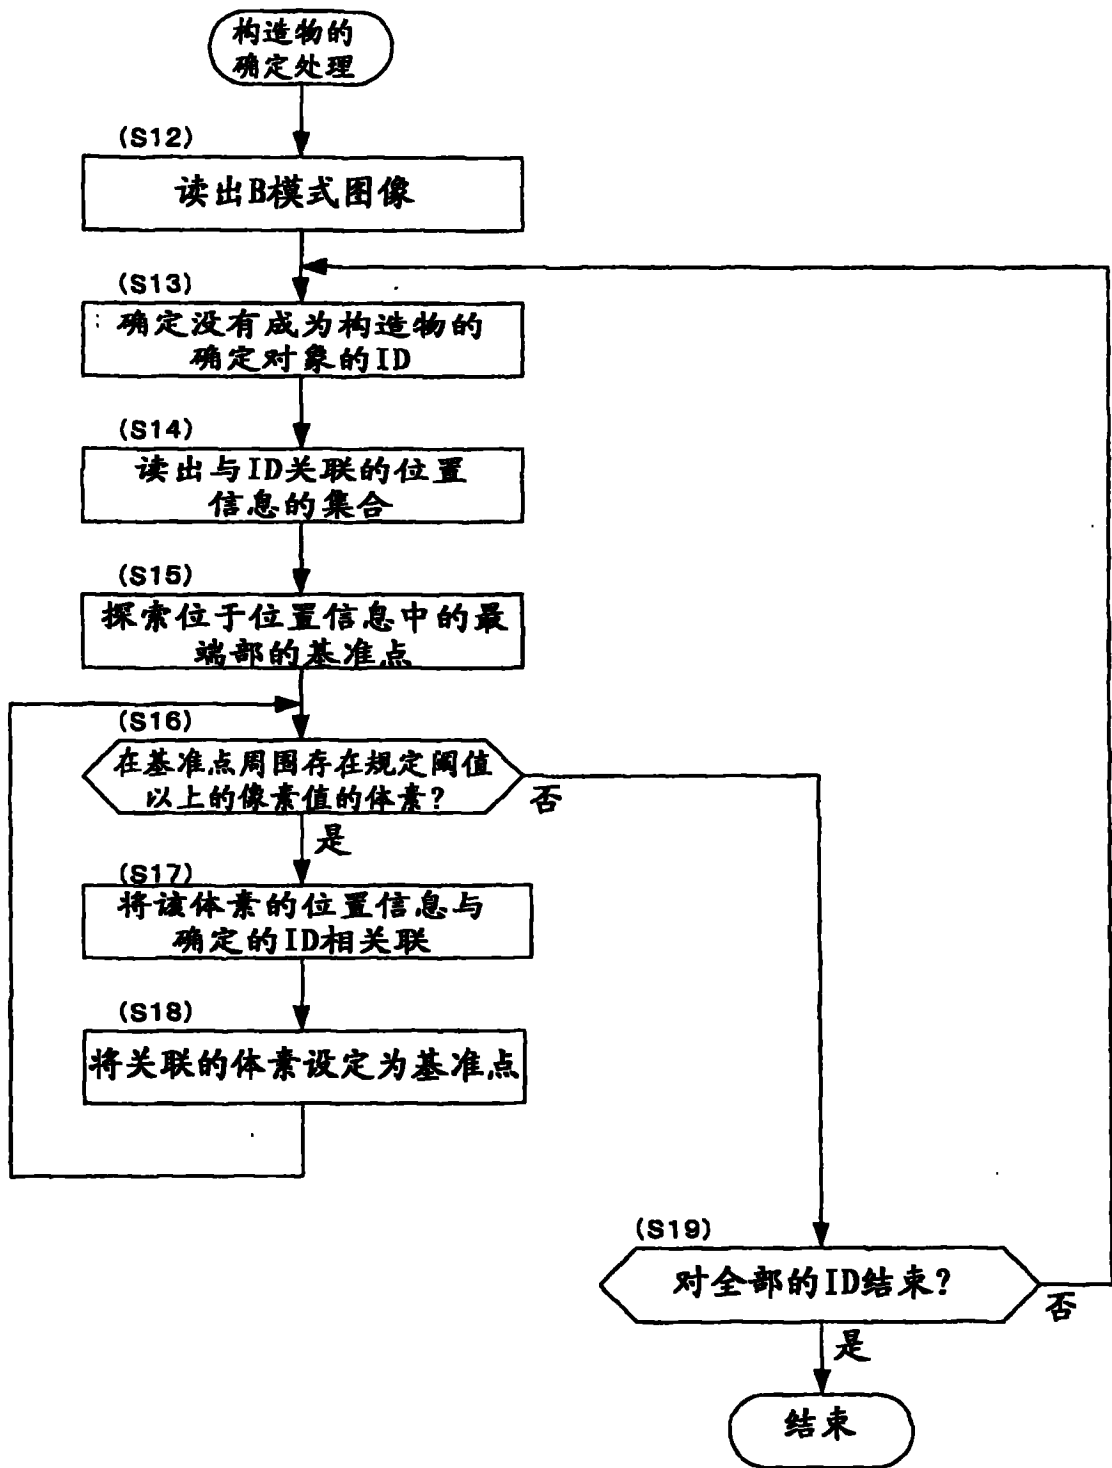 构造物的
确定处理
(S12)
读出B模式图像
(S13)
确定没有成为构造物的
确定对象的ID
(S14)
读出与ID关联的位置
信息的集合
(S15)
探索位于位置信息中的最
端部的基准点
(S16)
在基准点周围存在规定阈值
以上的像素值的体素?
否
是
(S17)
将该体素的位置信息与
确定的ID相关联
(S18)
将关联的体素设定为基准点
(S19)
对全部的ID结束?
否
是
结束